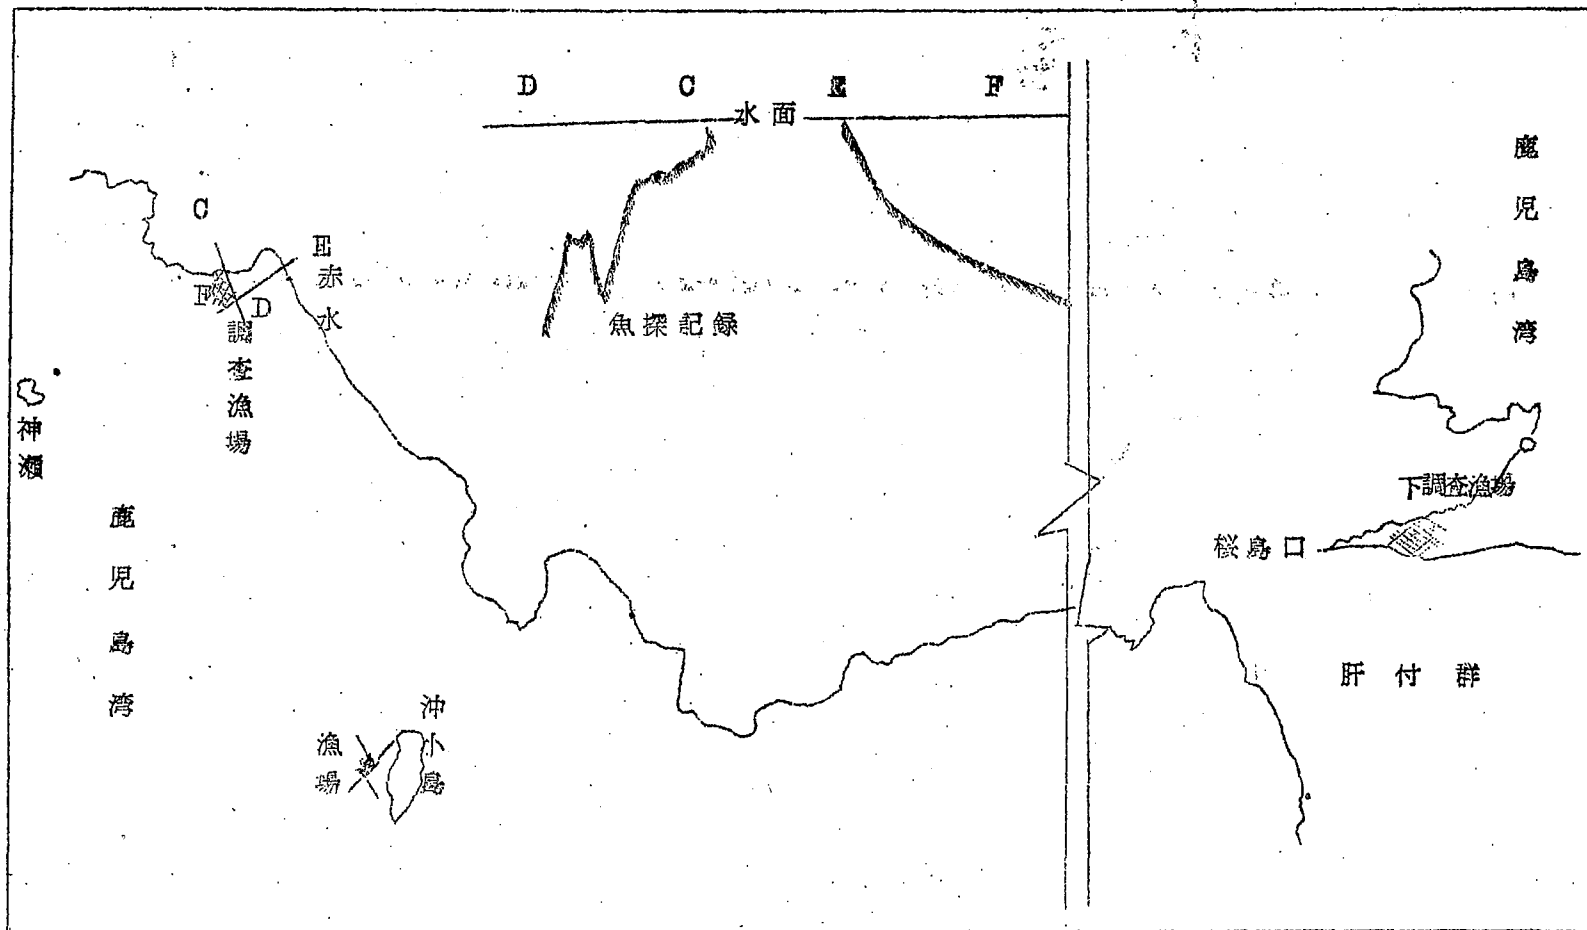 D C E F
水面
魚探記録
C
E
F
D
赤水
調査漁場
神瀬
鹿児島湾
沖小島
漁場
鹿児島湾
下調査漁場
桜島口
肝付群